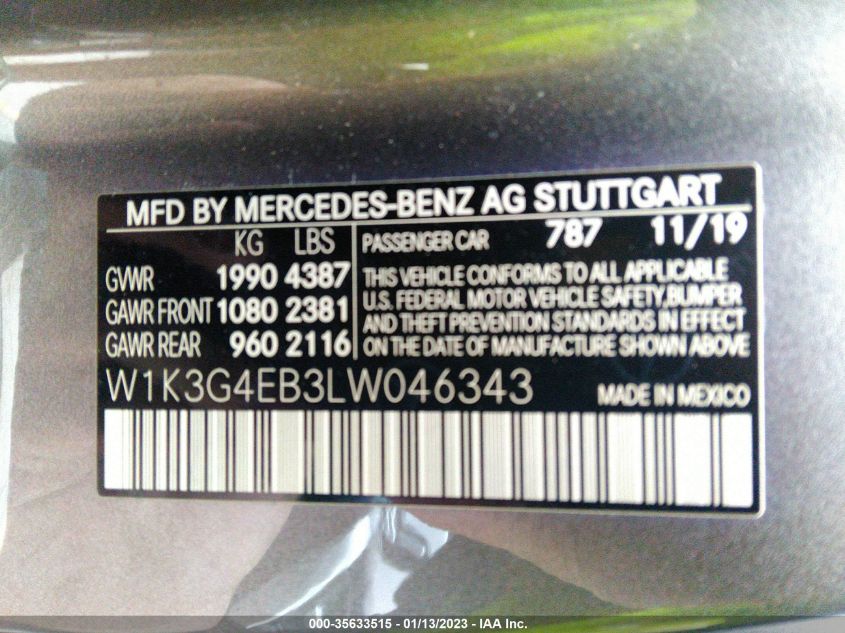 MFD BY MERCEDES-BENZ AG STUTTGART
KG LBS
GVWR 1990 4387
GAWR FRONT 1080 2381
GAWR REAR 960 2116
PASSENGER CAR 787 11/19
THIS VEHICLE CONFORMS TO ALL APPLICABLE
U.S. FEDERAL MOTOR VEHICLE SAFETY,BUMPER
AND THEFT PREVENTION STANDARDS IN EFFECT
ON THE DATE OF MANUFACTURE SHOWN ABOVE
W1K3G4EB3LW046343 MADE IN MEXICO
000-35633515 - 01/13/2023 - IAA Inc.